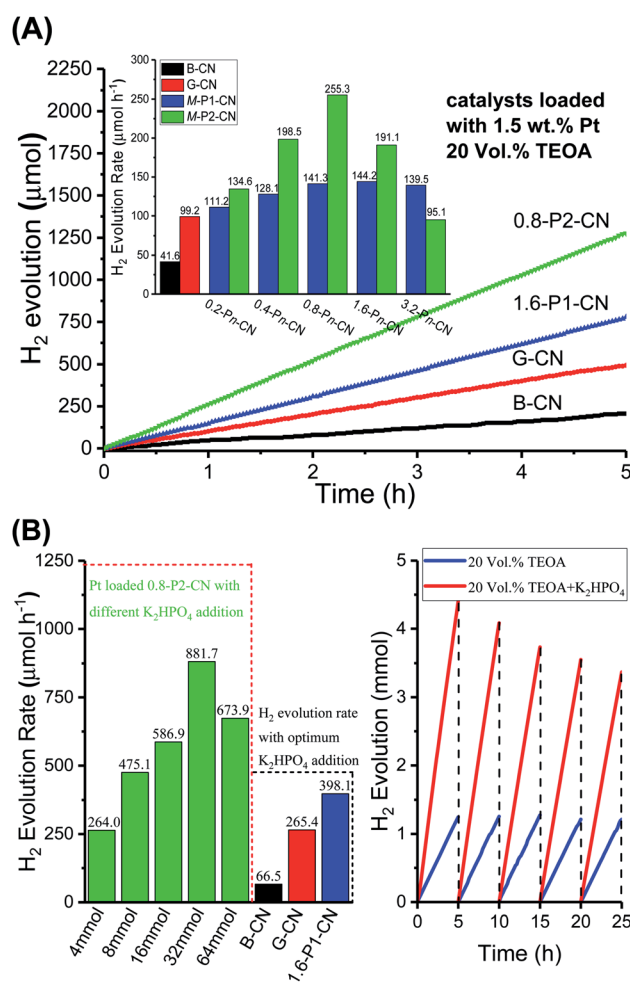 (A)
2250
2000
1750
1500
1250
1000
750
500
250
0
H₂ evolution (μmol)
0
1
2
3
4
5
Time (h)
catalysts loaded
with 1.5 wt.% Pt
20 Vol.% TEOA
0.8-P2-CN
1.6-P1-CN
G-CN
B-CN
300
250
200
150
100
50
0
H₂ Evolution Rate (μmol h⁻¹)
B-CN
G-CN
M-P1-CN
M-P2-CN
41.6
99.2
111.2
134.6
128.1
198.5
141.3
255.3
144.2
191.1
139.5
95.1
0.2-Pn-CN
0.4-Pn-CN
0.8-Pn-CN
1.6-Pn-CN
3.2-Pn-CN
(B)
1250
1000
750
500
250
0
H₂ Evolution Rate (μmol h⁻¹)
Pt loaded 0.8-P2-CN with
different K₂HPO₄ addition
H₂ evolution rate
with optimum
K₂HPO₄ addition
264.0
475.1
586.9
881.7
673.9
66.5
265.4
398.1
4mmol
8mmol
16mmol
32mmol
64mmol
B-CN
G-CN
1.6-P1-CN
5
4
3
2
1
0
H₂ Evolution (mmol)
20 Vol.% TEOA
20 Vol.% TEOA+K₂HPO₄
0
5
10
15
20
25
Time (h)